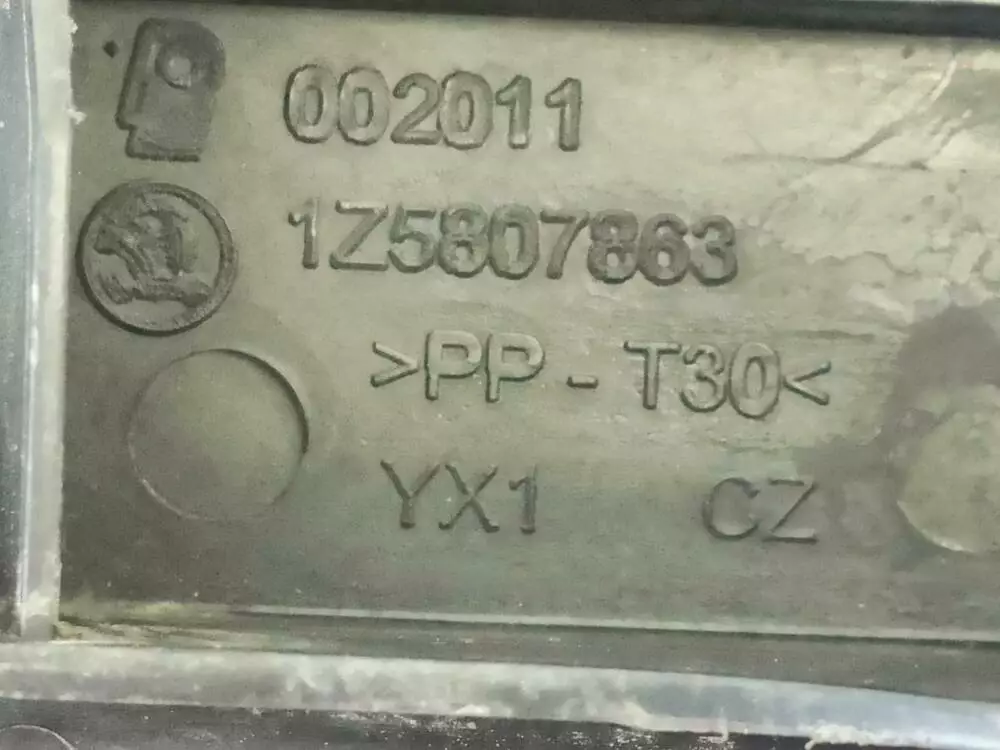 002011
1Z5807863
>PP - T30<
YX1 CZ